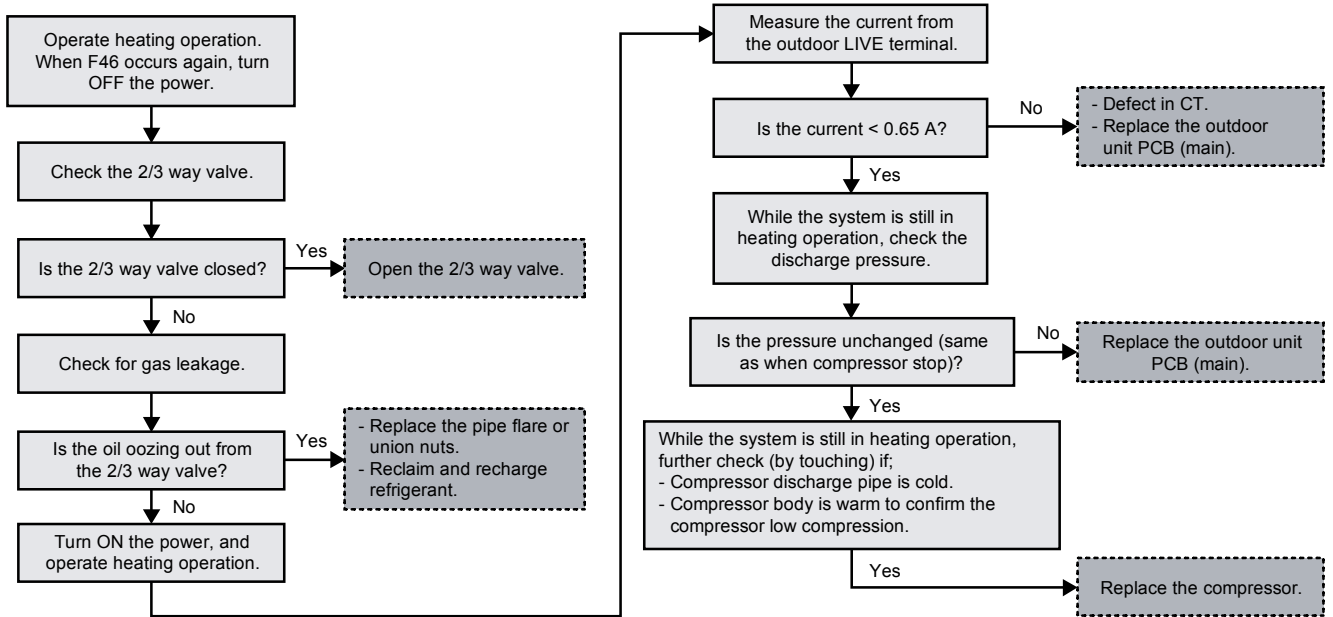 Operate heating operation.
When F46 occurs again, turn
OFF the power.
Check the 2/3 way valve.
Is the 2/3 way valve closed?
Yes
Open the 2/3 way valve.
No
Check for gas leakage.
Is the oil oozing out from
the 2/3 way valve?
Yes
- Replace the pipe flare or
union nuts.
- Reclaim and recharge
refrigerant.
No
Turn ON the power, and
operate heating operation.
Measure the current from
the outdoor LIVE terminal.
Is the current < 0.65 A?
No
- Defect in CT.
- Replace the outdoor
unit PCB (main).
Yes
While the system is still in
heating operation, check the
discharge pressure.
Is the pressure unchanged (same
as when compressor stop)?
No
Replace the outdoor unit
PCB (main).
Yes
While the system is still in heating operation,
further check (by touching) if;
- Compressor discharge pipe is cold.
- Compressor body is warm to confirm the
compressor low compression.
Yes
Replace the compressor.